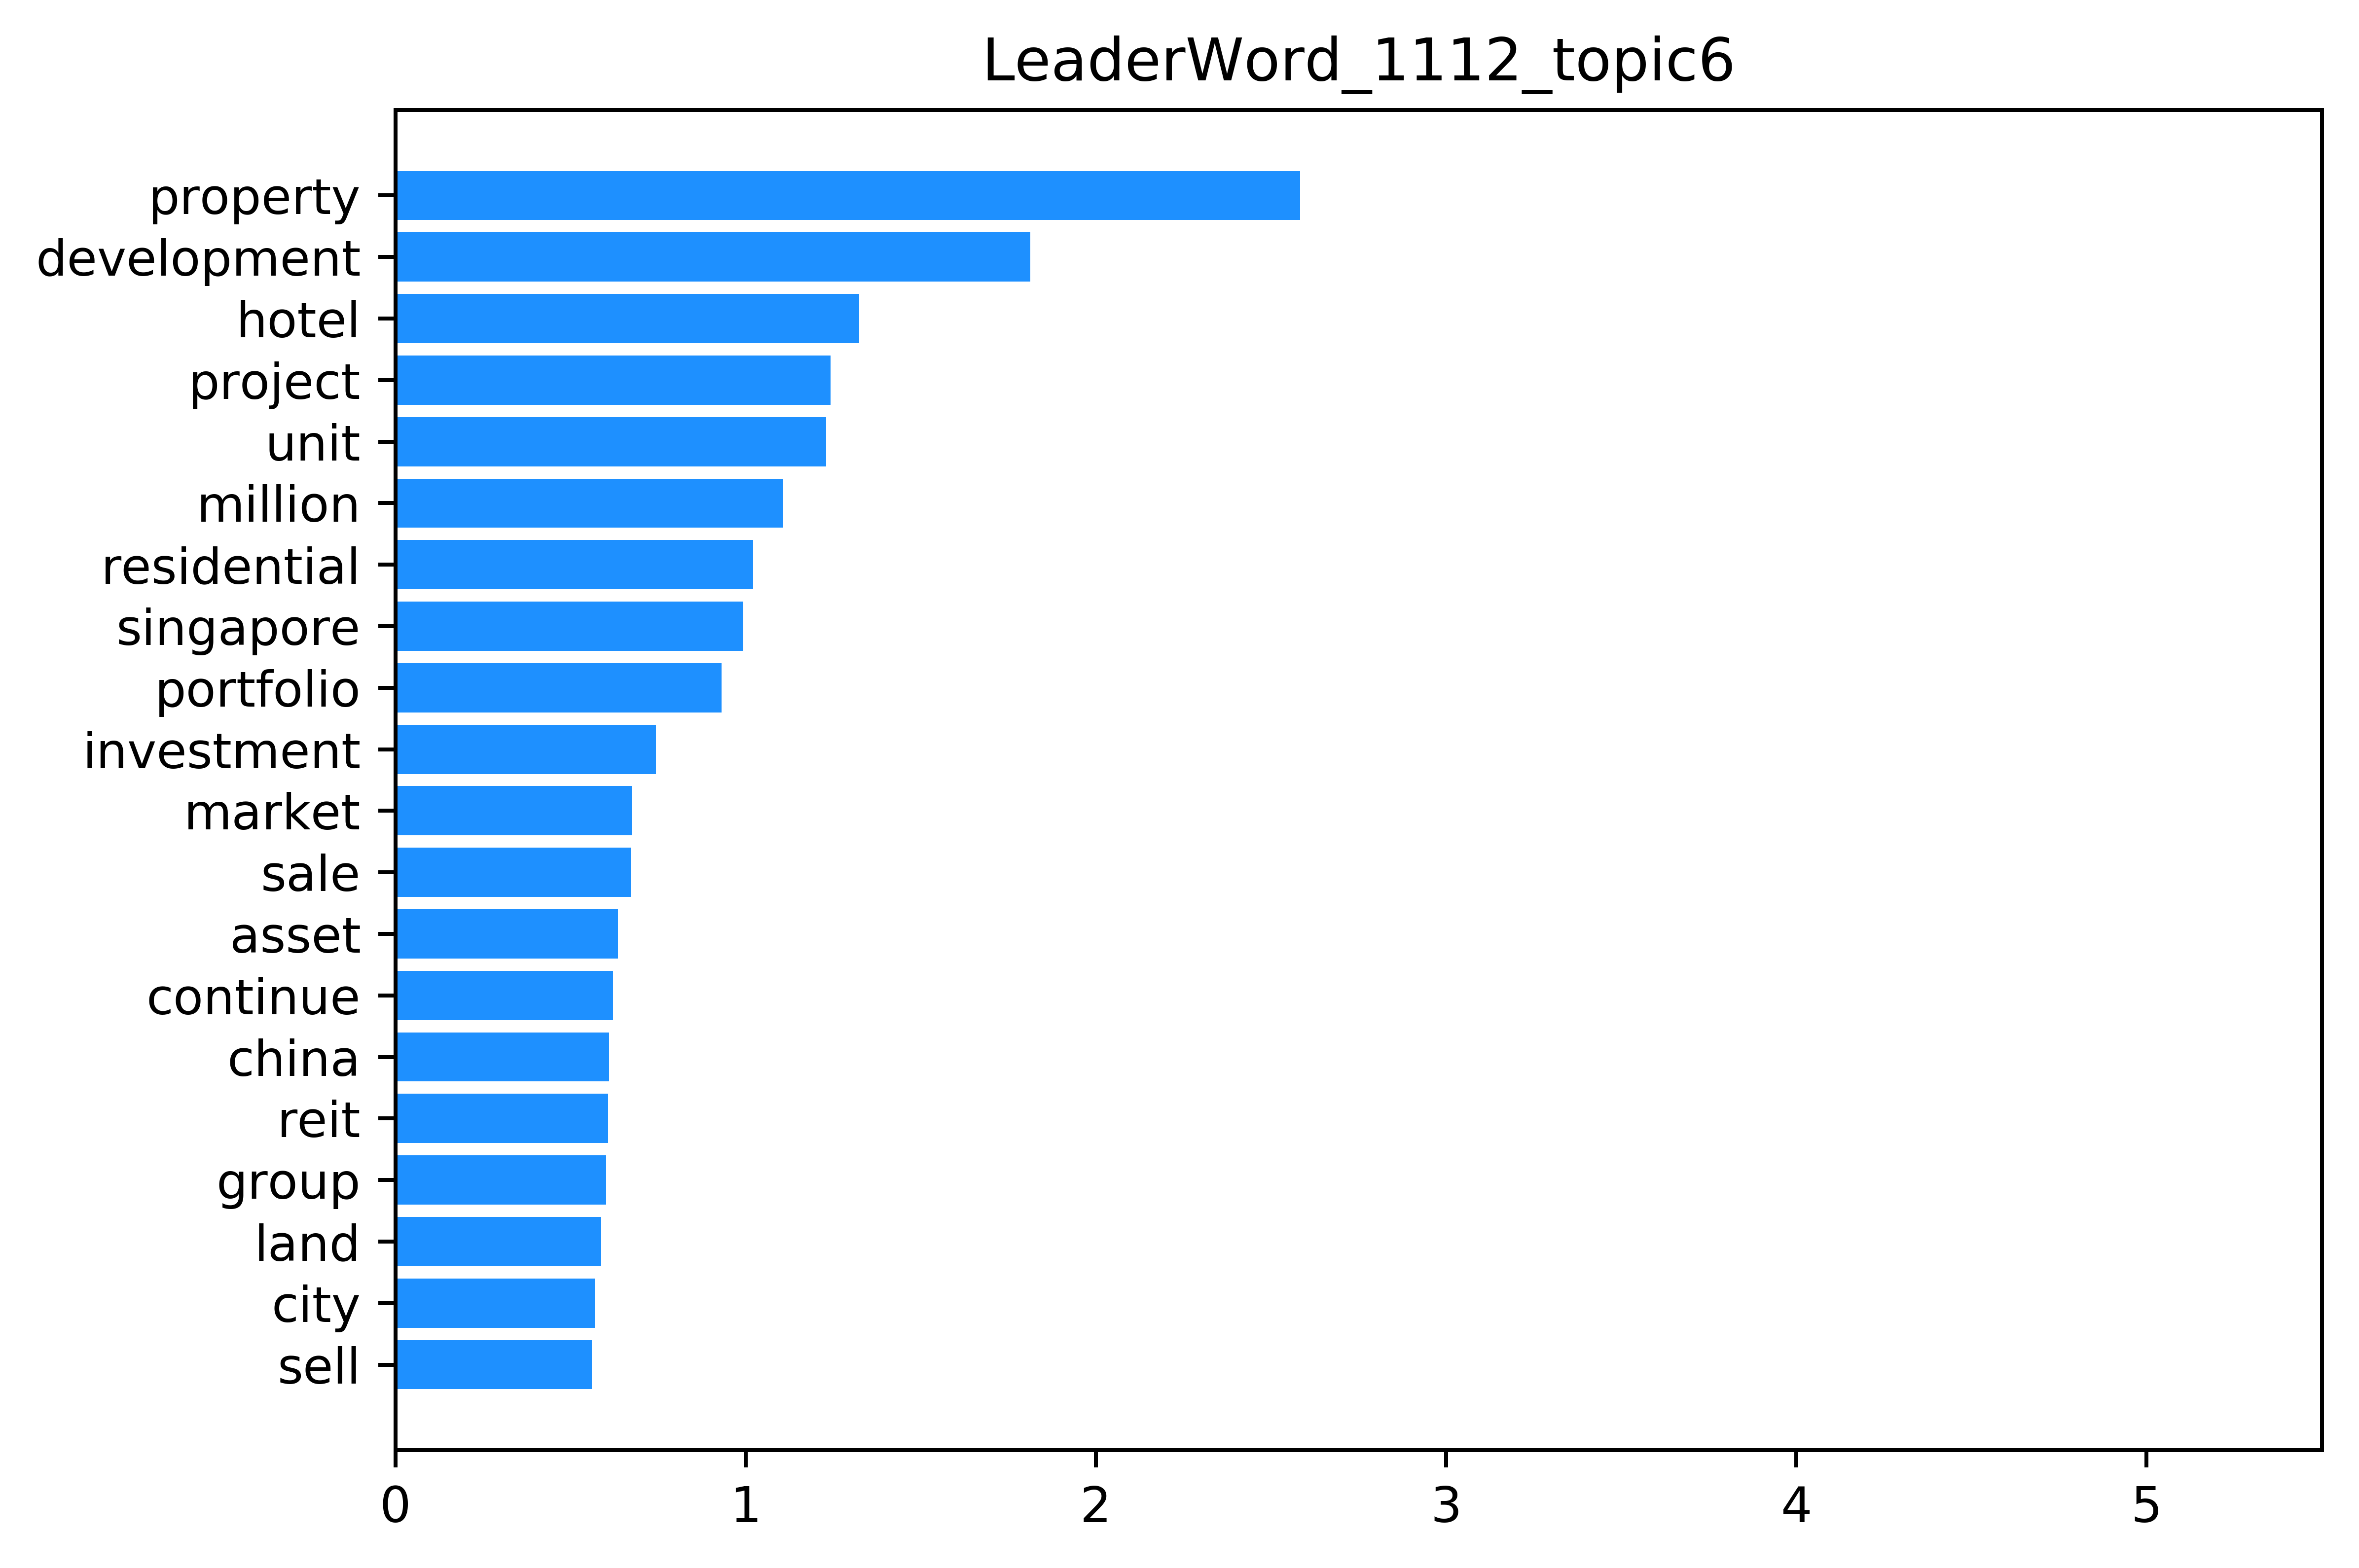 LeaderWord_1112_topic6
property
development
hotel
project
unit
million
residential
singapore
portfolio
investment
market
sale
asset
continue
china
reit
group
land
city
sell
0 1 2 3 4 5